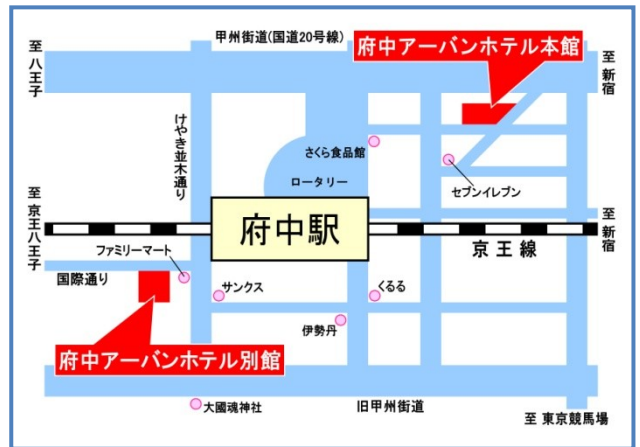 甲州街道(国道20号線)
府中アーバンホテル本館
至 八王子
至 新宿
けやき並木通り
さくら食品館
ロータリー
セブンイレブン
至 京王八王子
府中駅
至 新宿
京王線
ファミリーマート
国際通り
サンクス
くるる
伊勢丹
府中アーバンホテル別館
大國魂神社
旧甲州街道
至 東京競馬場